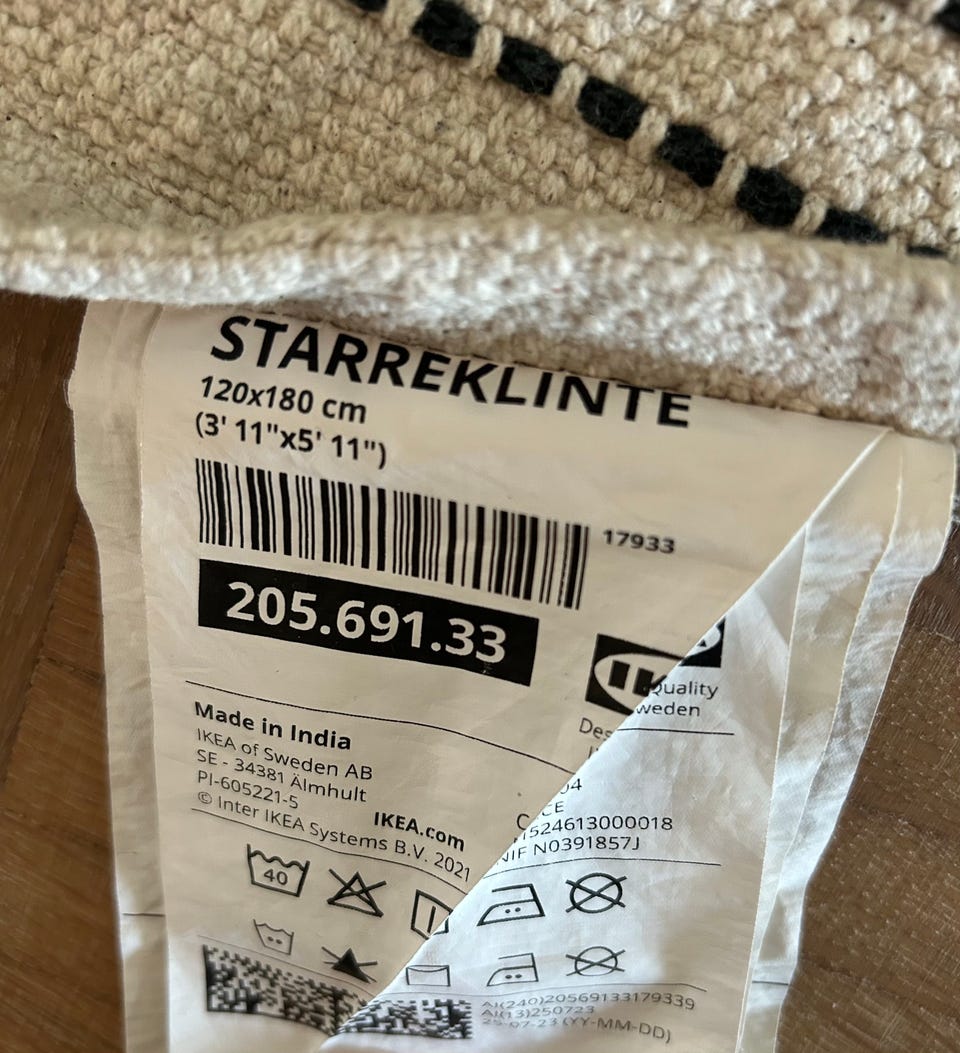 STARREKLINTE
120x180 cm
(3' 11"x5' 11")
17933
205.691.33
Quality
Made in India
IKEA of Sweden AB
SE - 34381 Älmhult
PI-605221-5
© Inter IKEA Systems B.V. 2021
IKEA.com
1524613000018
NIF N0391857J
40
AI(240)20569133179339
AI(13)250723
25-07-23 (YY-MM-DD)